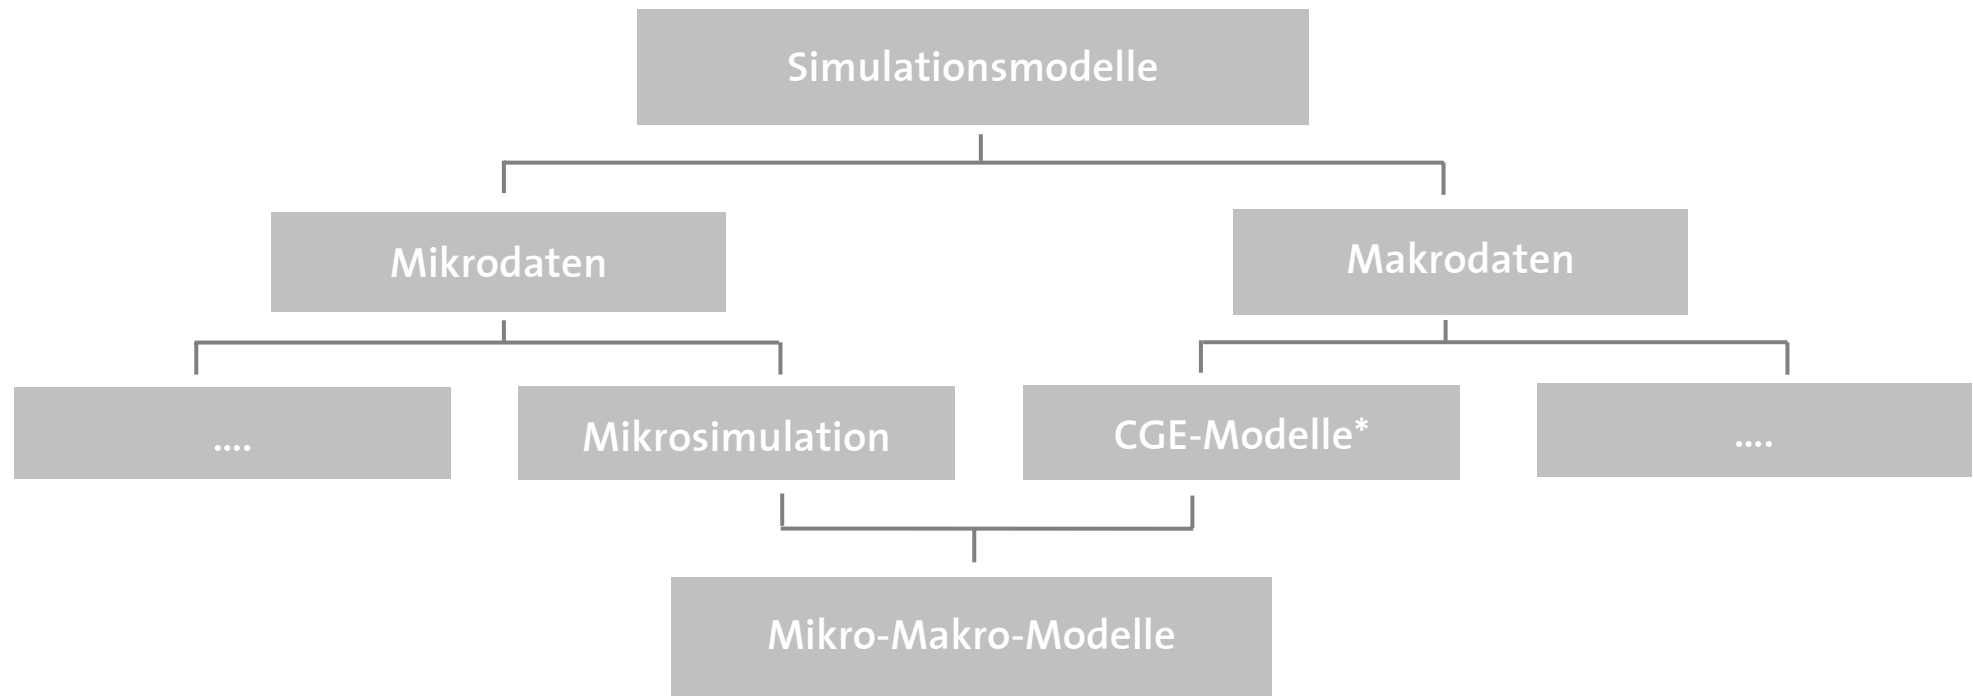 Simulationsmodelle
Mikrodaten
Makrodaten
....
Mikrosimulation
CGE-Modelle*
....
Mikro-Makro-Modelle